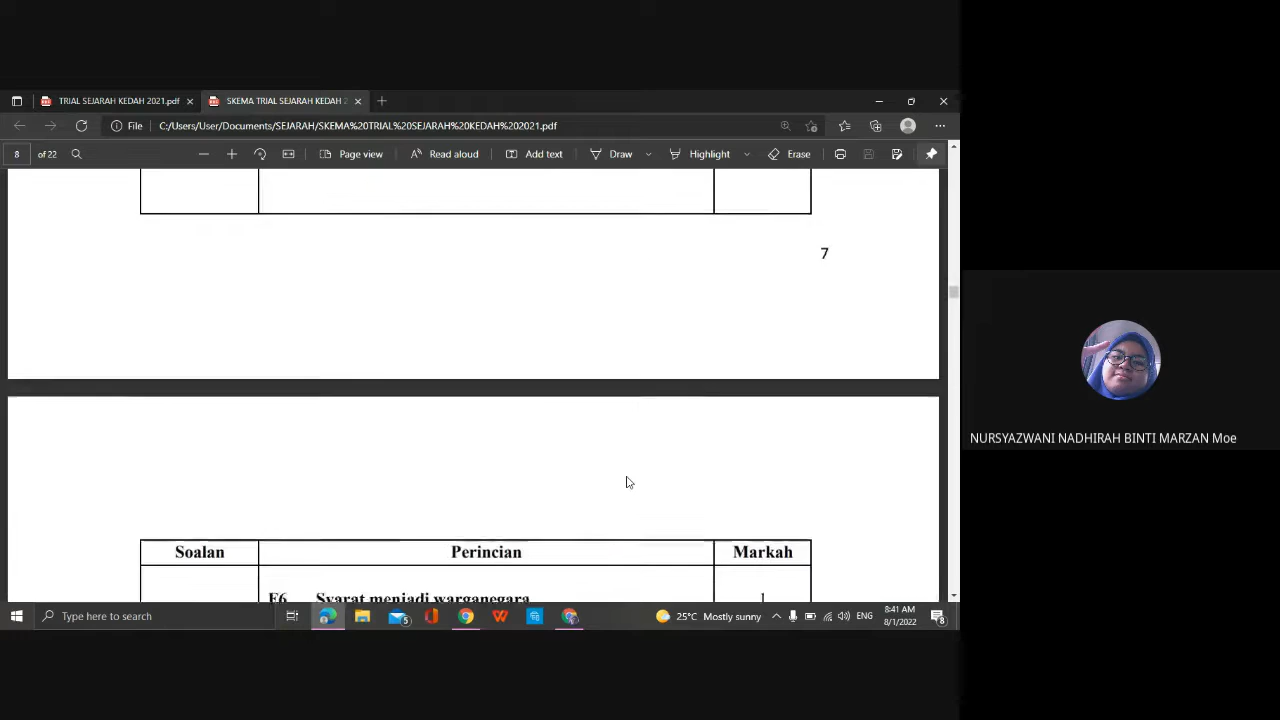 TRIAL SEJARAH KEDAH 2021.pdf
SKEMA TRIAL SEJARAH KEDAH 2
File
C:/Users/User/Documents/SEJARAH/SKEMA%20TRIAL%20SEJARAH%20KEDAH%202021.pdf
8 of 22
Page view
Read aloud
Add text
Draw
Highlight
Erase
7
Soalan Perincian Markah
F6 Syarat menjadi warganegara 1
NURSYAZWANI NADHIRAH BINTI MARZAN Moe
Type here to search
5
25°C Mostly sunny
ENG
8:41 AM
8/1/2022
8